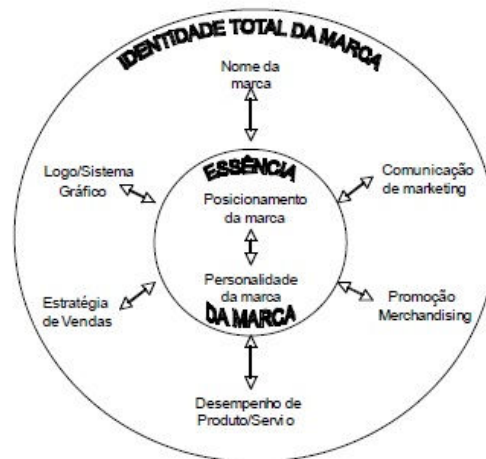 IDENTIDADE TOTAL DA MARCA
Nome da
marca
ESSÊNCIA
Logo/Sistema
Gráfico
Comunicação
de marketing
Posicionamento
da marca
Personalidade
da marca
DA MARCA
Estratégia
de Vendas
Promoção
Merchandising
Desempenho de
Produto/Servi o